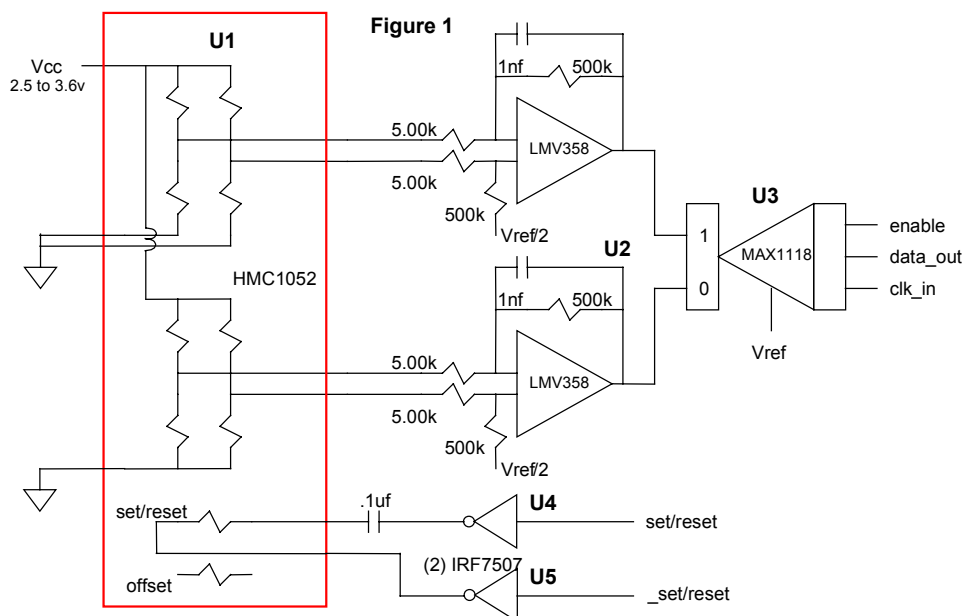 Figure 1
U1
Vcc
2.5 to 3.6v
1nf
500k
5.00k
LMV358
5.00k
500k
Vref/2
U3
1
0
MAX1118
enable
data_out
clk_in
Vref
HMC1052
U2
1nf
500k
5.00k
LMV358
5.00k
500k
Vref/2
set/reset
.1uf
U4
set/reset
(2) IRF7507
offset
U5
_set/reset